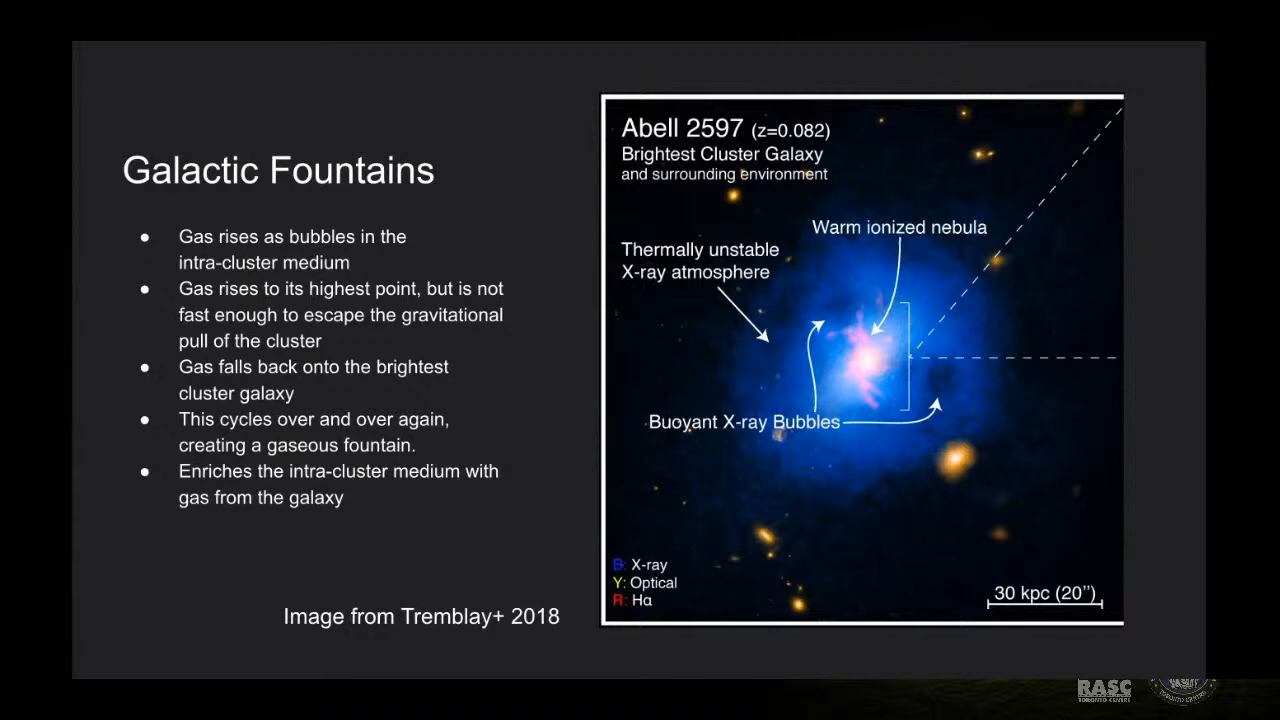 Galactic Fountains
● Gas rises as bubbles in the
intra-cluster medium
● Gas rises to its highest point, but is not
fast enough to escape the gravitational
pull of the cluster
● Gas falls back onto the brightest
cluster galaxy
● This cycles over and over again,
creating a gaseous fountain.
● Enriches the intra-cluster medium with
gas from the galaxy
Image from Tremblay+ 2018
Abell 2597 (z=0.082)
Brightest Cluster Galaxy
and surrounding environment
Warm ionized nebula
Thermally unstable
X-ray atmosphere
Buoyant X-ray Bubbles
B: X-ray
Y: Optical
R: Hα
30 kpc (20”)
RASC
TORONTO CENTRE
TORONTO CENTRE